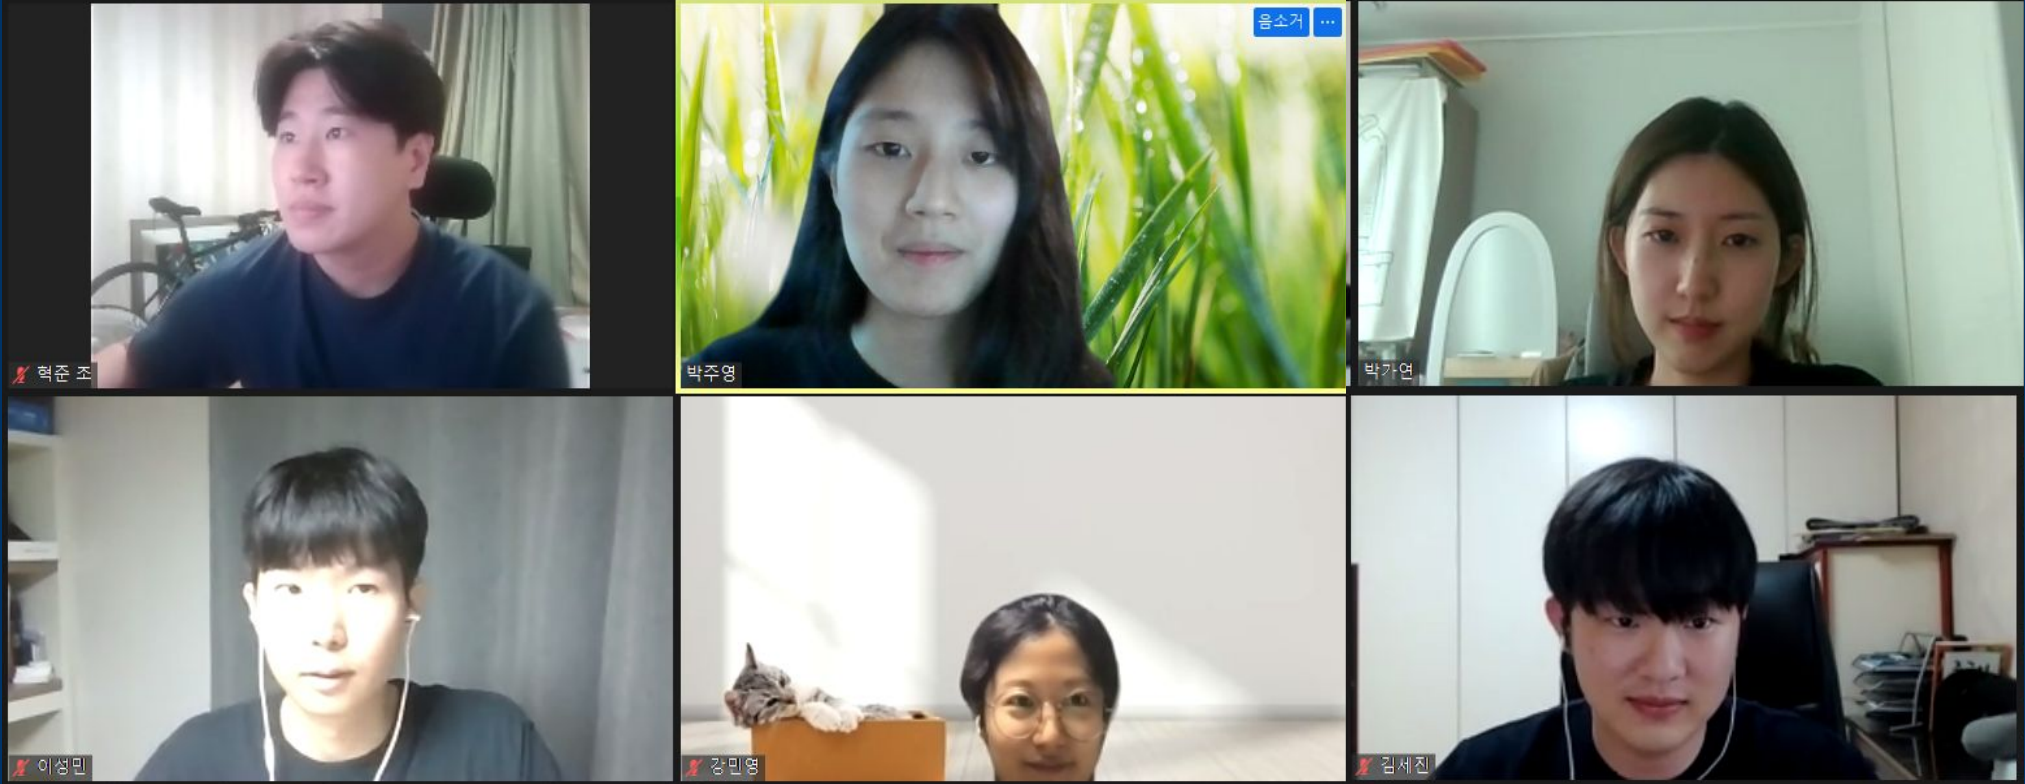 음소거 ...
혁준 조
박주영
박가연
이성민
강민영
김세진